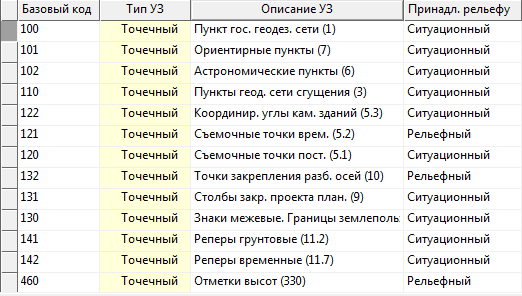 Базовый код Тип УЗ Описание УЗ Принадл. рельефу
100 Точечный Пункт гос. геодез. сети (1) Ситуационный
101 Точечный Ориентирные пункты (7) Ситуационный
102 Точечный Астрономические пункты (6) Ситуационный
110 Точечный Пункты геод. сети сгущения (3) Ситуационный
122 Точечный Координир. углы кам. зданий (5.3) Ситуационный
121 Точечный Съемочные точки врем. (5.2) Рельефный
120 Точечный Съемочные точки пост. (5.1) Ситуационный
132 Точечный Точки закрепления разб. осей (10) Рельефный
131 Точечный Столбы закр. проекта план. (9) Ситуационный
130 Точечный Знаки межевые. Границы землеполь Ситуационный
141 Точечный Реперы грунтовые (11.2) Ситуационный
142 Точечный Реперы временные (11.7) Ситуационный
460 Точечный Отметки высот (330) Рельефный